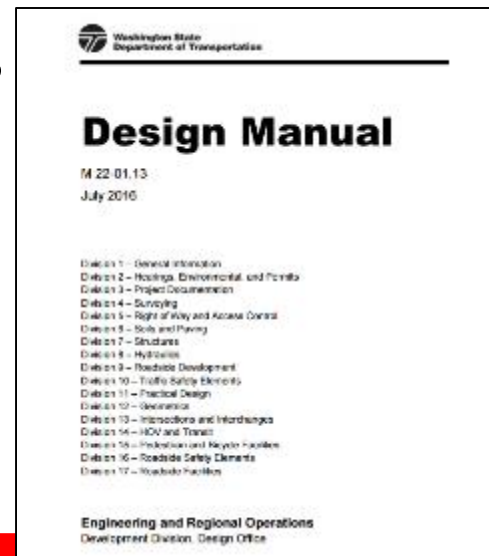 Washington State
Department of Transportation
Design Manual
M 22-01.13
July 2016
Division 1 – General Information
Division 2 – Hearings, Environmental, and Permits
Division 3 – Project Documentation
Division 4 – Surveying
Division 5 – Right of Way and Access Control
Division 6 – Soils and Paving
Division 7 – Structures
Division 8 – Hydraulics
Division 9 – Roadside Development
Division 10 – Traffic Safety Elements
Division 11 – Practical Design
Division 12 – Geometrics
Division 13 – Intersections and Interchanges
Division 14 – HOV and Transit
Division 15 – Pedestrian and Bicycle Facilities
Division 16 – Roadside Safety Elements
Division 17 – Roadside Facilities
Engineering and Regional Operations
Development Division, Design Office